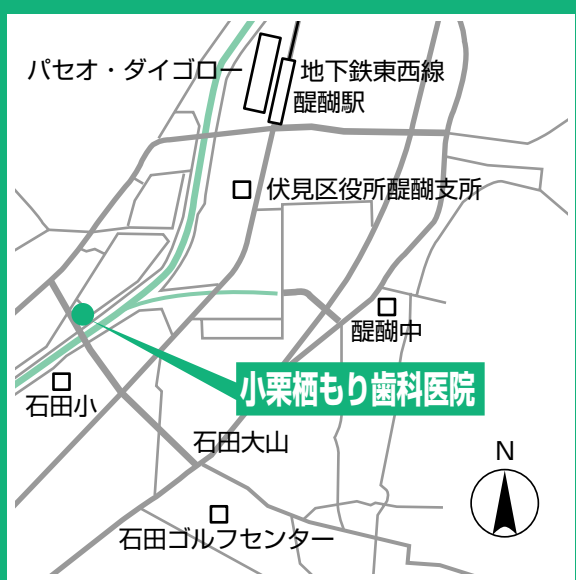 パセオ・ダイゴロー
地下鉄東西線
醍醐駅
伏見区役所醍醐支所
醍醐中
小栗栖もり歯科医院
石田小
石田大山
N
石田ゴルフセンター